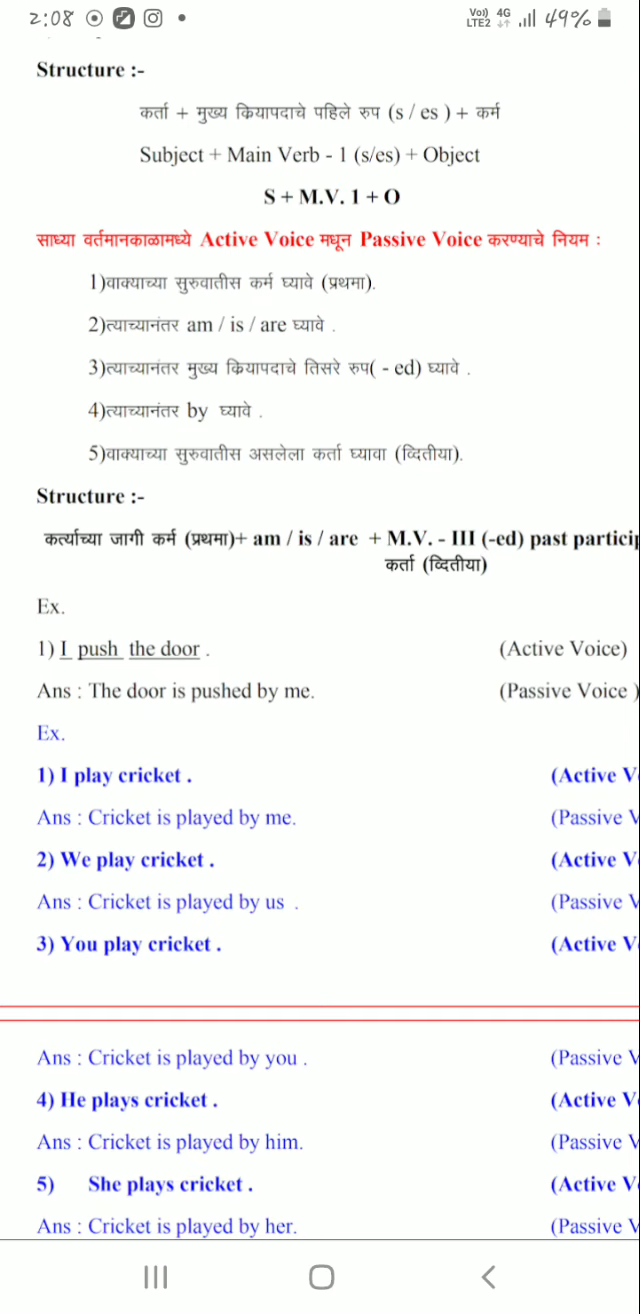 2:08
Vo)) 4G
LTE2
49%
Structure :-
कर्ता + मुख्य कियापदाचे पहिले रुप (s / es ) + कर्म
Subject + Main Verb - 1 (s/es) + Object
S + M.V. 1 + O
साध्या वर्तमानकाळामध्ये Active Voice मधून Passive Voice करण्याचे नियम :
1)वाक्याच्या सुरुवातीस कर्म घ्यावे (प्रथमा).
2)त्याच्यानंतर am / is / are घ्यावे .
3)त्याच्यानंतर मुख्य कियापदाचे तिसरे रुप( - ed) घ्यावे .
4)त्याच्यानंतर by घ्यावे .
5)वाक्याच्या सुरुवातीस असलेला कर्ता घ्यावा (व्दितीया).
Structure :-
कर्त्याच्या जागी कर्म (प्रथमा)+ am / is / are + M.V. - III (-ed) past
कर्ता (व्दितीया)
Ex.
1) I push the door .
(Active Voice)
Ans : The door is pushed by me.
(Passive Voice )
Ex.
1) I play cricket .
(Active
Ans : Cricket is played by me.
(Passive
2) We play cricket .
(Active
Ans : Cricket is played by us .
(Passive
3) You play cricket .
(Active
Ans : Cricket is played by you .
(Passive
4) He plays cricket .
(Active
Ans : Cricket is played by him.
(Passive
5) She plays cricket .
(Active
Ans : Cricket is played by her.
(Passive